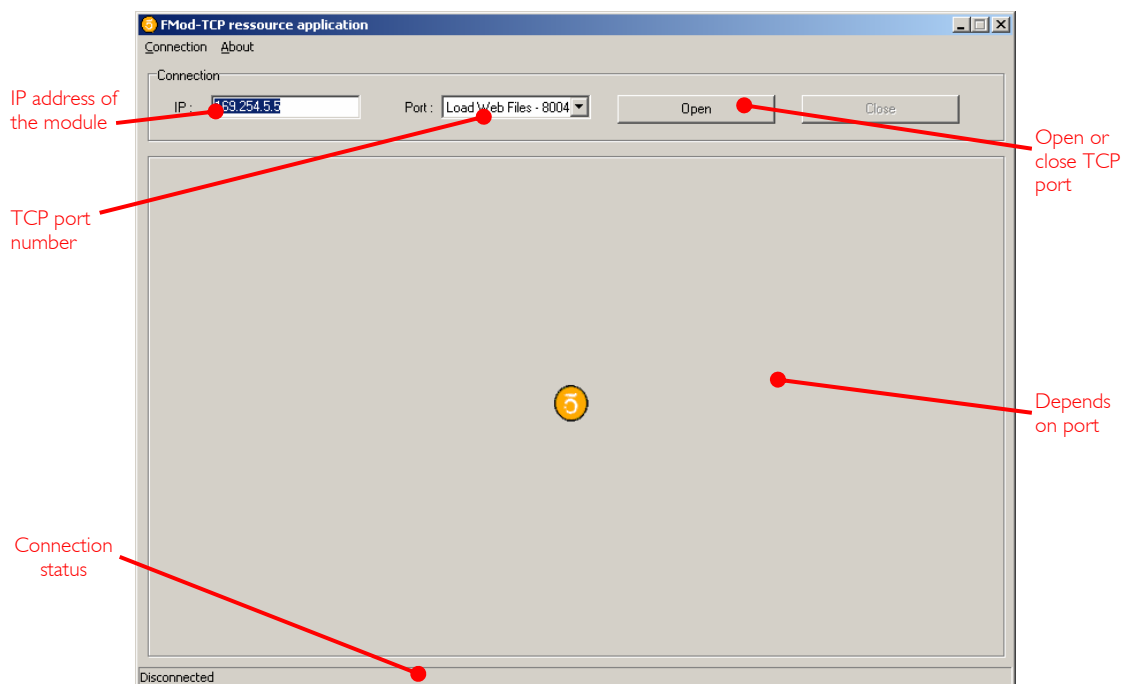 FMod-TCP ressource application
Connection About
Connection
IP :
169.254.5.5
Port :
Load Web Files - 8004
Open
Close
IP address of
the module
Open or
close TCP
port
TCP port
number
Depends
on port
Connection
status
Disconnected